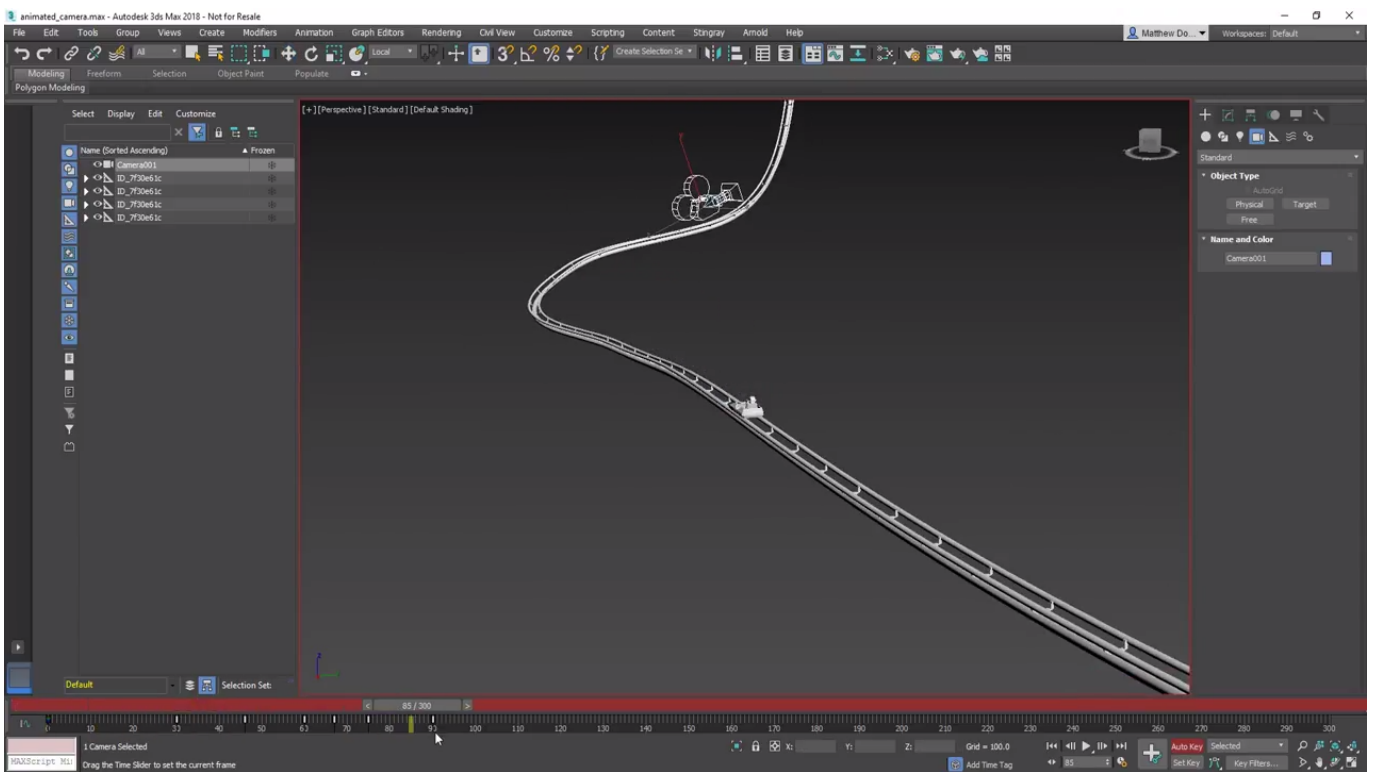 animated_camera.max - Autodesk 3ds Max 2018 - Not for Resale
File Edit Tools Group Views Create Modifiers Animation Graph Editors Rendering Civil View Customize Scripting Content Stingray Arnold Help Matthew Do... Workspaces: Default
All Local Create Selection Se
Modeling Freeform Selection Object Paint Populate
Polygon Modeling
Select Display Edit Customize
[+] [Perspective] [Standard] [Default Shading]
Name (Sorted Ascending) Frozen
Camera001
ID_7f30e61c
ID_7f30e61c
ID_7f30e61c
ID_7f30e61c
Standard
Object Type
AutoGrid
Physical Target
Free
Name and Color
Camera001
Default Selection Set:
85 / 300
10 20 50 70 80 90 100 110 120 130 140 150 160 170 180 190 200 210 220 230 240 250 260 270 280 290 300
1 Camera Selected X: Y: Z: Grid = 100.0 Auto Key Selected
MAXScript Mi Drag the Time Slider to set the current frame Add Time Tag 85 Set Key Key Filters...